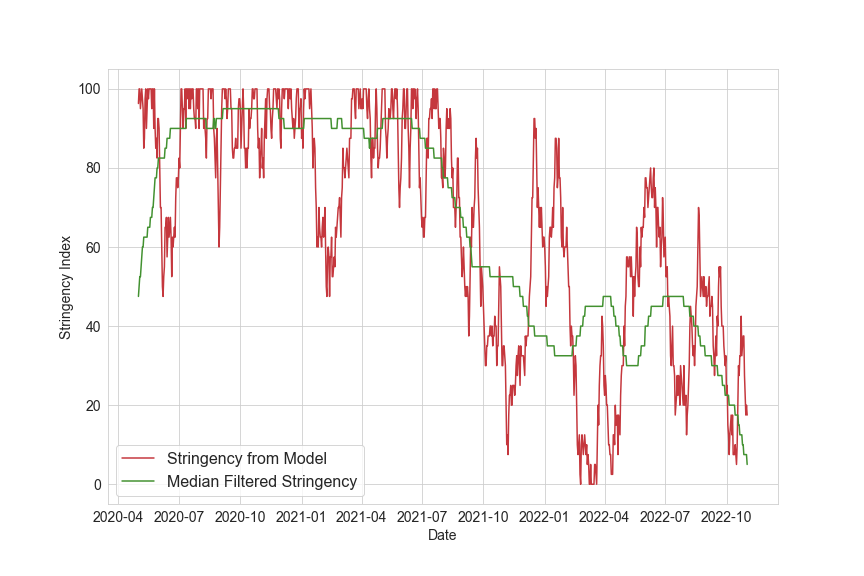 100
80
60
40
20
0
Stringency Index
Stringency from Model
Median Filtered Stringency
2020-04 2020-07 2020-10 2021-01 2021-04 2021-07 2021-10 2022-01 2022-04 2022-07 2022-10
Date